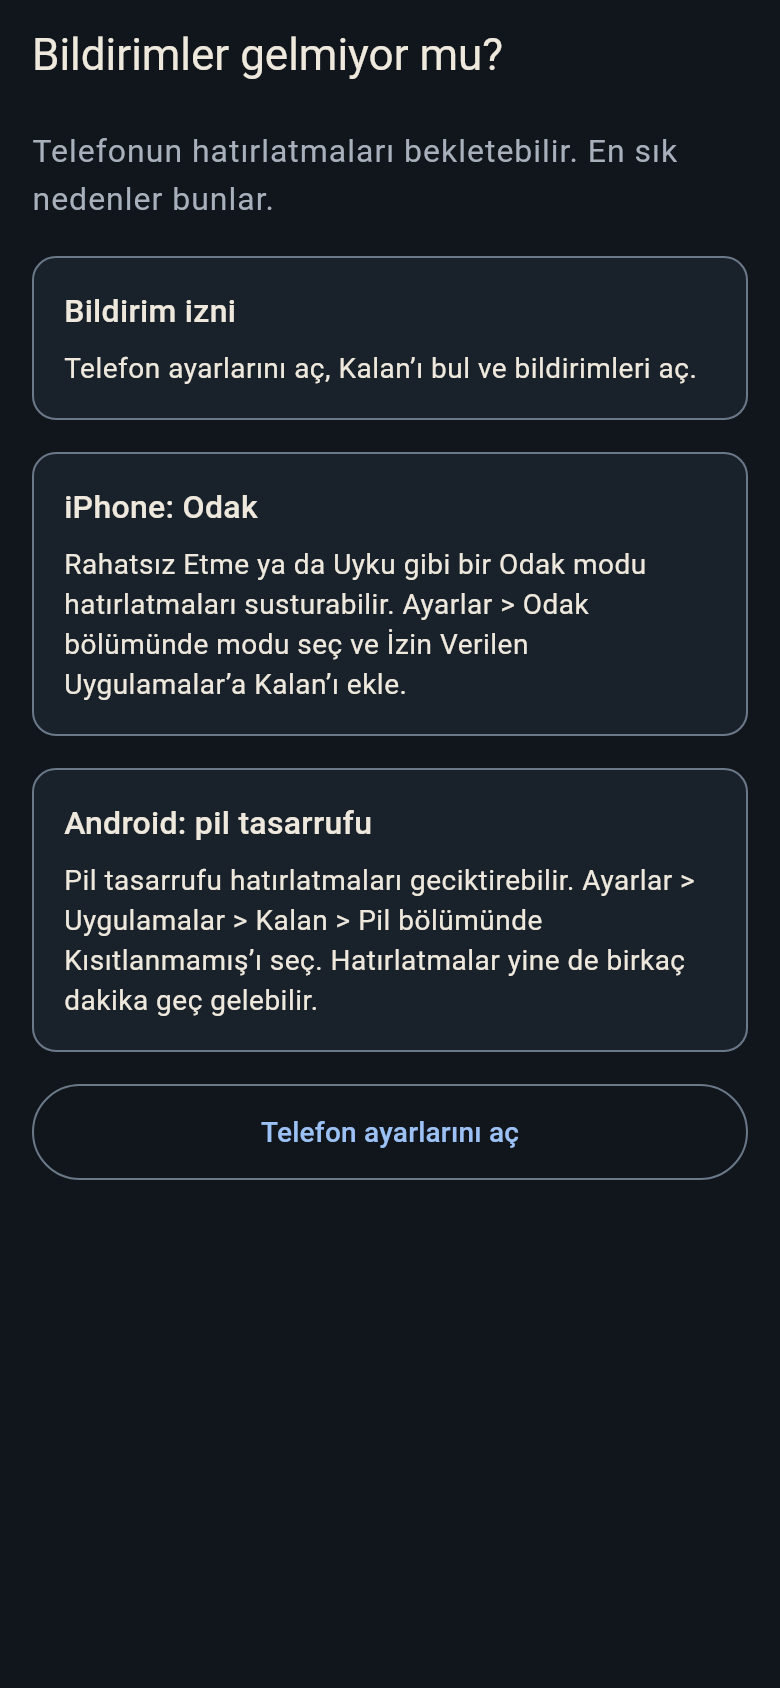 Bildirimler gelmiyor mu?
Telefonun hatırlatmaları bekletebilir. En sık
nedenler bunlar.
Bildirim izni
Telefon ayarlarını aç, Kalan’ı bul ve bildirimleri aç.
iPhone: Odak
Rahatsız Etme ya da Uyku gibi bir Odak modu
hatırlatmaları susturabilir. Ayarlar > Odak
bölümünde modu seç ve İzin Verilen
Uygulamalar’a Kalan’ı ekle.
Android: pil tasarrufu
Pil tasarrufu hatırlatmaları geciktirebilir. Ayarlar >
Uygulamalar > Kalan > Pil bölümünde
Kısıtlanmamış’ı seç. Hatırlatmalar yine de birkaç
dakika geç gelebilir.
Telefon ayarlarını aç